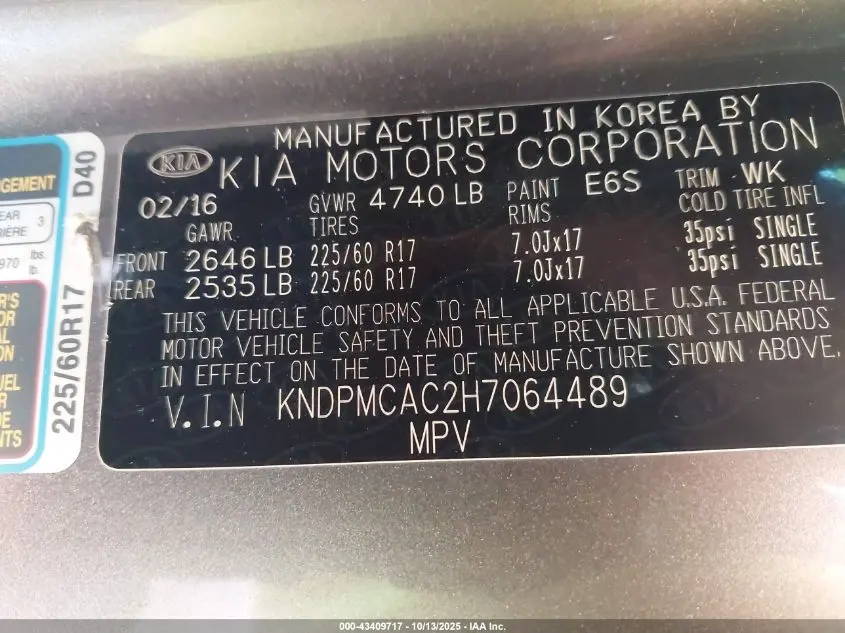 MANUFACTURED IN KOREA BY
KIA KIA MOTORS CORPORATION
02/16 GVWR 4740 LB PAINT E6S TRIM WK
GAWR TIRES RIMS COLD TIRE INFL
FRONT 2646 LB 225/60 R17 7.0Jx17 35psi SINGLE
REAR 2535 LB 225/60 R17 7.0Jx17 35psi SINGLE
THIS VEHICLE CONFORMS TO ALL APPLICABLE U.S.A. FEDERAL
MOTOR VEHICLE SAFETY AND THEFT PREVENTION STANDARDS
IN EFFECT ON THE DATE OF MANUFACTURE SHOWN ABOVE.
V.I.N KNDPMCAC2H7064489
MPV
225/60R17 D40
3
lbs.
000-43409717 - 10/13/2025 - IAA Inc.